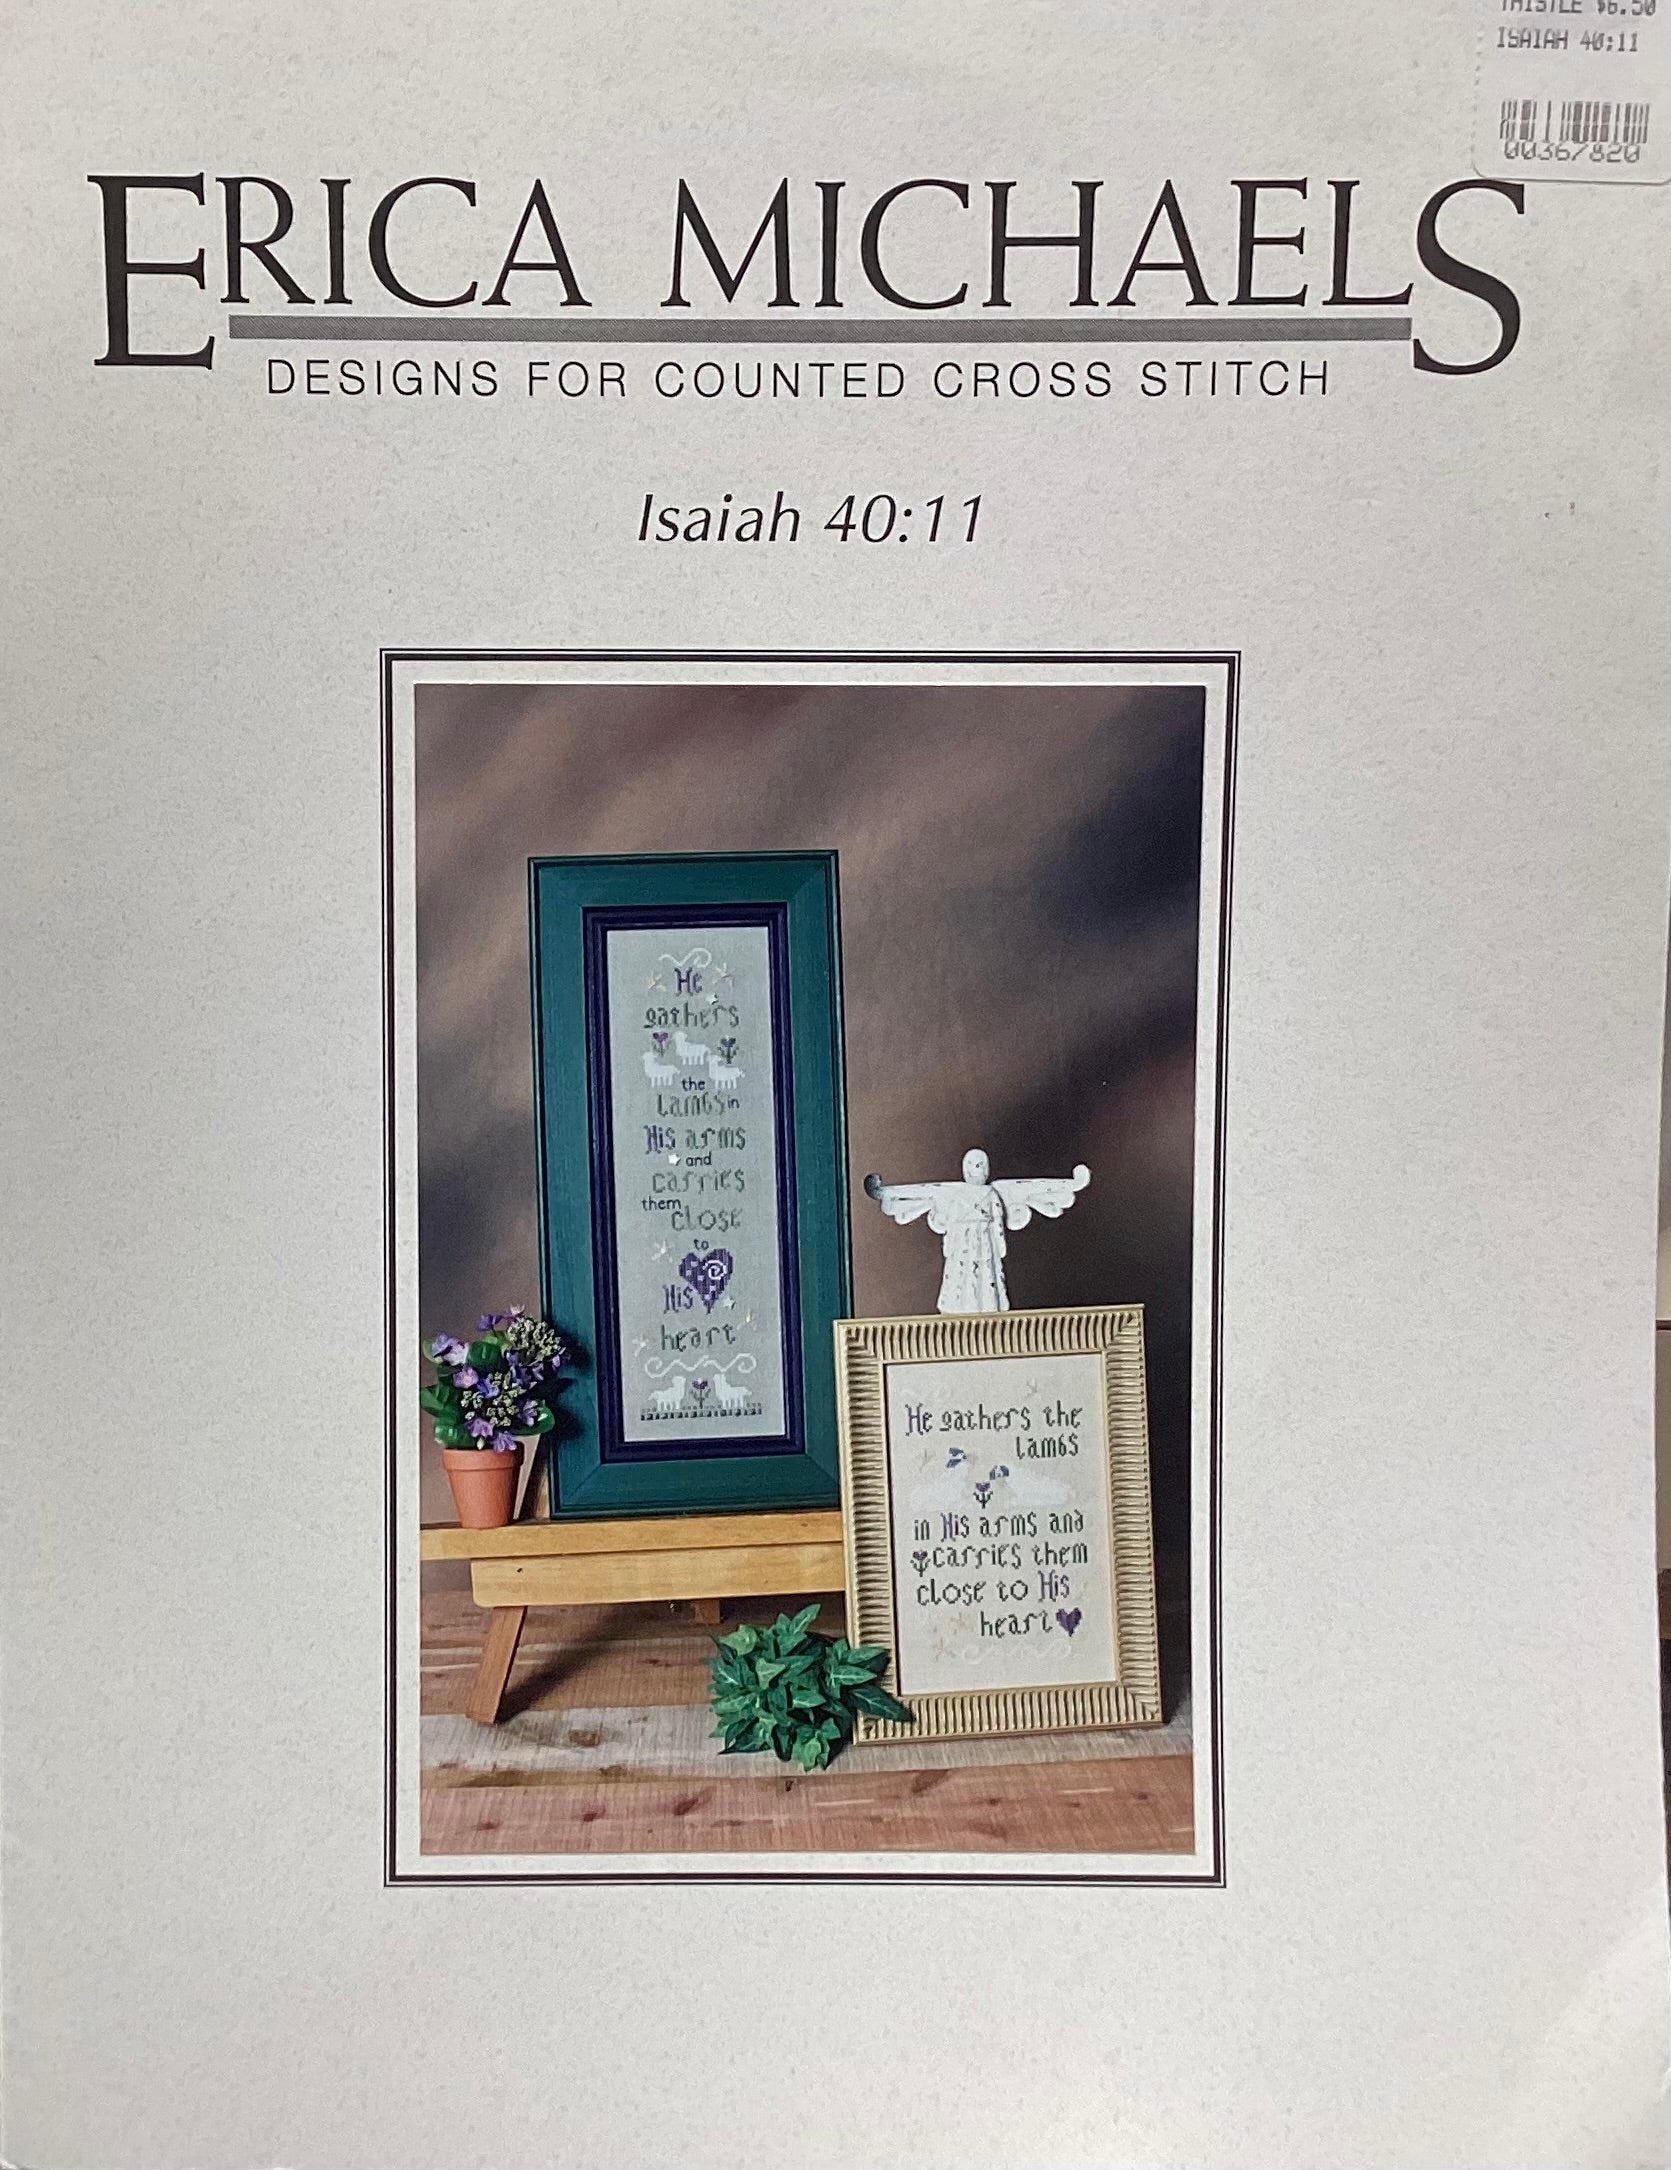 THISTLE $6.50
ISAIAH 40:11
00367820
ERICA MICHAELS
DESIGNS FOR COUNTED CROSS STITCH
Isaiah 40:11
He
gathers
the
Lambs in
His arms
and
carries
them
close
to
His
heart
He gathers the
lambs
in His arms and
carries them
close to His
heart